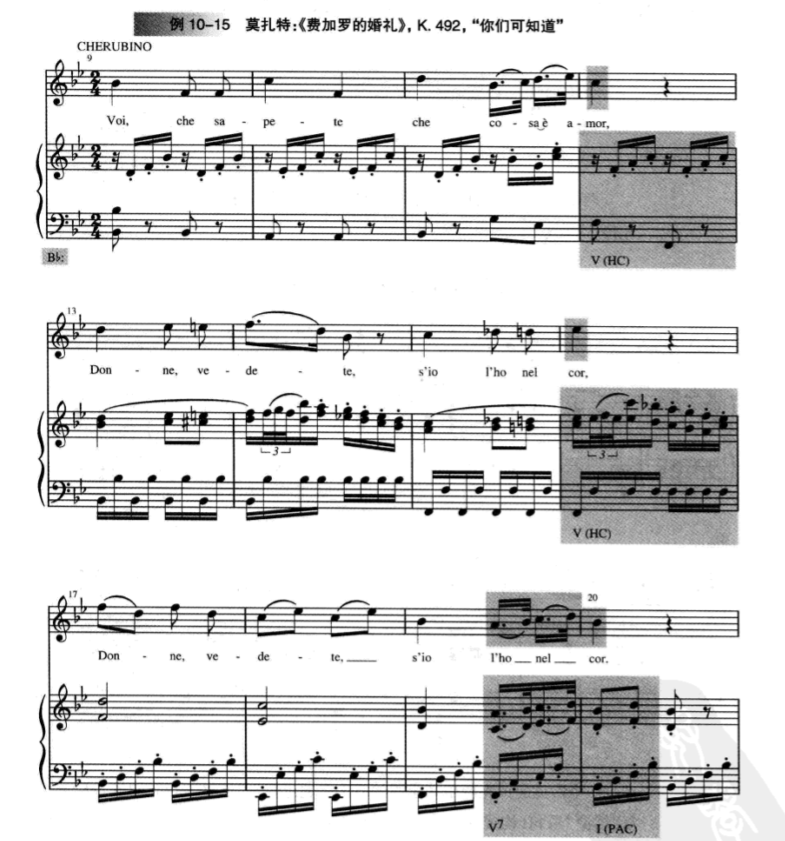 例 10-15 莫扎特:《费加罗的婚礼》, K. 492, “你们可知道”
CHERUBINO
9
Voi, che sa - pe - te che co - sa è a - mor,
B♭:
V (HC)
13
Don - ne, ve - de - te, s'io l'ho nel cor,
3
3
V (HC)
17
20
Don - ne, ve - de - te, s'io l'ho nel cor.
V7
I (PAC)